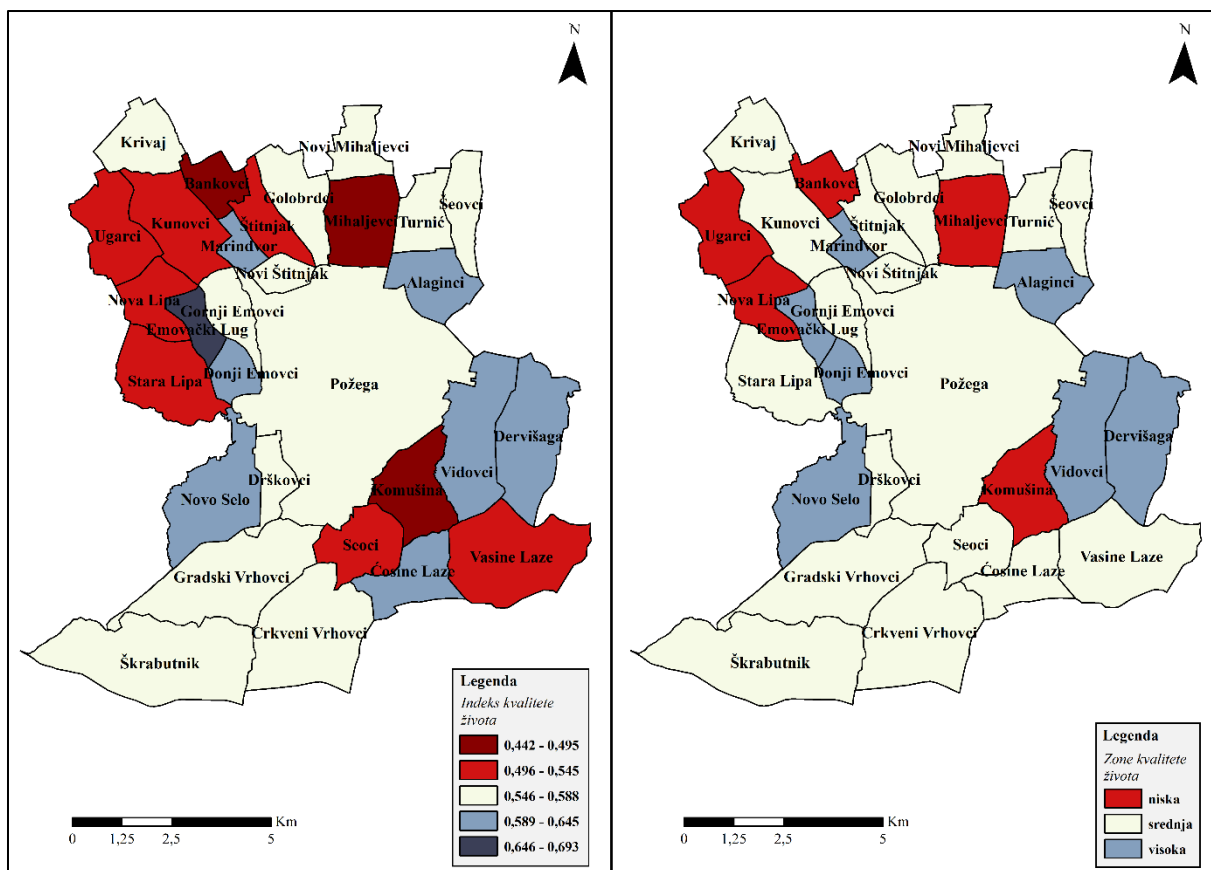 N
Krivaj
Novi Mihaljevci
Bankovci
Golobrdci
Šeovci
Kunovci
Štitnjak
Mihaljevci
Turnić
Ugarci
Marindvor
Novi Štitnjak
Alaginci
Nova Lipa
Gornji Emovci
Emovački Lug
Stara Lipa
Donji Emovci
Požega
Dervišaga
Vidovci
Drškovci
Komušina
Novo Selo
Seoci
Vasine Laze
Ćosine Laze
Gradski Vrhovci
Crkveni Vrhovci
Škrabutnik
Legenda
Indeks kvalitete
života
0,442 - 0,495
0,496 - 0,545
0,546 - 0,588
0,589 - 0,645
0,646 - 0,693
Km
0 1,25 2,5 5
N
Krivaj
Novi Mihaljevci
Bankovci
Golobrdci
Šeovci
Kunovci
Štitnjak
Mihaljevci
Turnić
Ugarci
Marindvor
Novi Štitnjak
Alaginci
Nova Lipa
Gornji Emovci
Emovački Lug
Stara Lipa
Donji Emovci
Požega
Dervišaga
Vidovci
Drškovci
Komušina
Novo Selo
Seoci
Vasine Laze
Ćosine Laze
Gradski Vrhovci
Crkveni Vrhovci
Škrabutnik
Legenda
Zone kvalitete
života
niska
srednja
visoka
Km
0 1,25 2,5 5